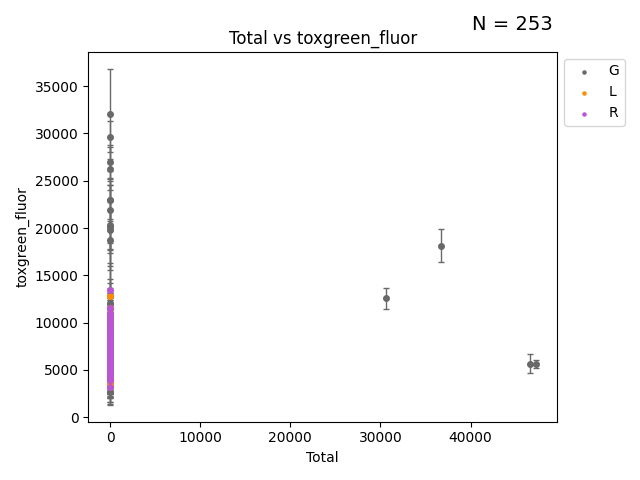 N = 253
Total vs toxgreen_fluor
G
L
R
35000
30000
25000
20000
15000
10000
5000
0
toxgreen_fluor
0 10000 20000 30000 40000
Total